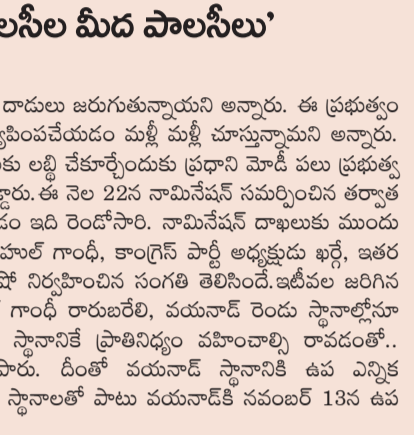 లసీల మీద పాలసీలు’
దాడులు జరుగుతున్నాయని అన్నారు. ఈ ప్రభుత్వం
పింపచేయడం మళ్లీ మళ్లీ చూస్తున్నామని అన్నారు.
కు లబ్ధి చేకూర్చేందుకు ప్రధాని మోడీ పలు ప్రభుత్వ
డ్డారు.ఈ నెల 22న నామినేషన్ సమర్పించిన తర్వాత
డం ఇది రెండోసారి. నామినేషన్ దాఖలుకు ముందు
హుల్ గాంధీ, కాంగ్రెస్ పార్టీ అధ్యక్షుడు ఖర్గే, ఇతర
షో నిర్వహించిన సంగతి తెలిసిందే.ఇటీవల జరిగిన
గాంధీ రారుబరేలి, వయనాడ్ రెండు స్థానాల్లోనూ
స్థానానికే ప్రాతినిధ్యం వహించాల్సి రావడంతో..
పారు. దీంతో వయనాడ్ స్థానానికి ఉప ఎన్నిక
స్థానాలతో పాటు వయనాడ్‌కి నవంబర్ 13న ఉప